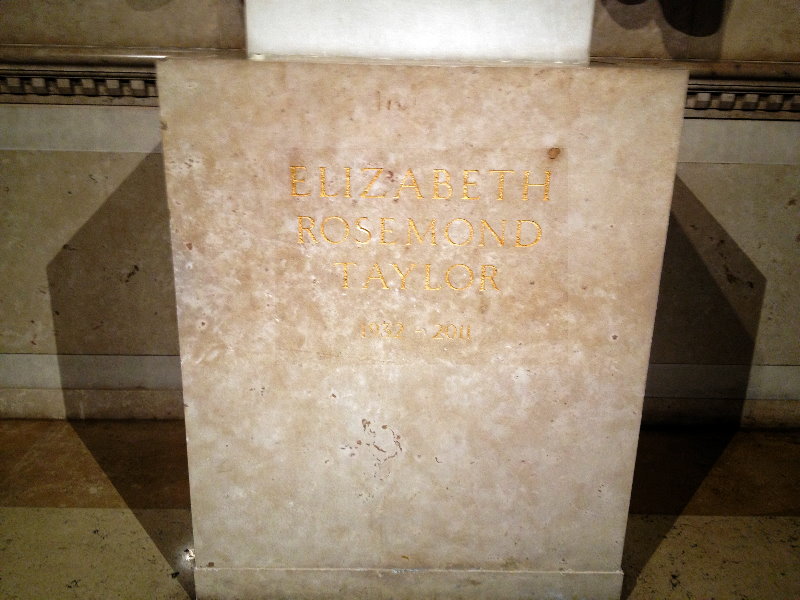 ELIZABETH
ROSEMOND
TAYLOR
1932 - 2011